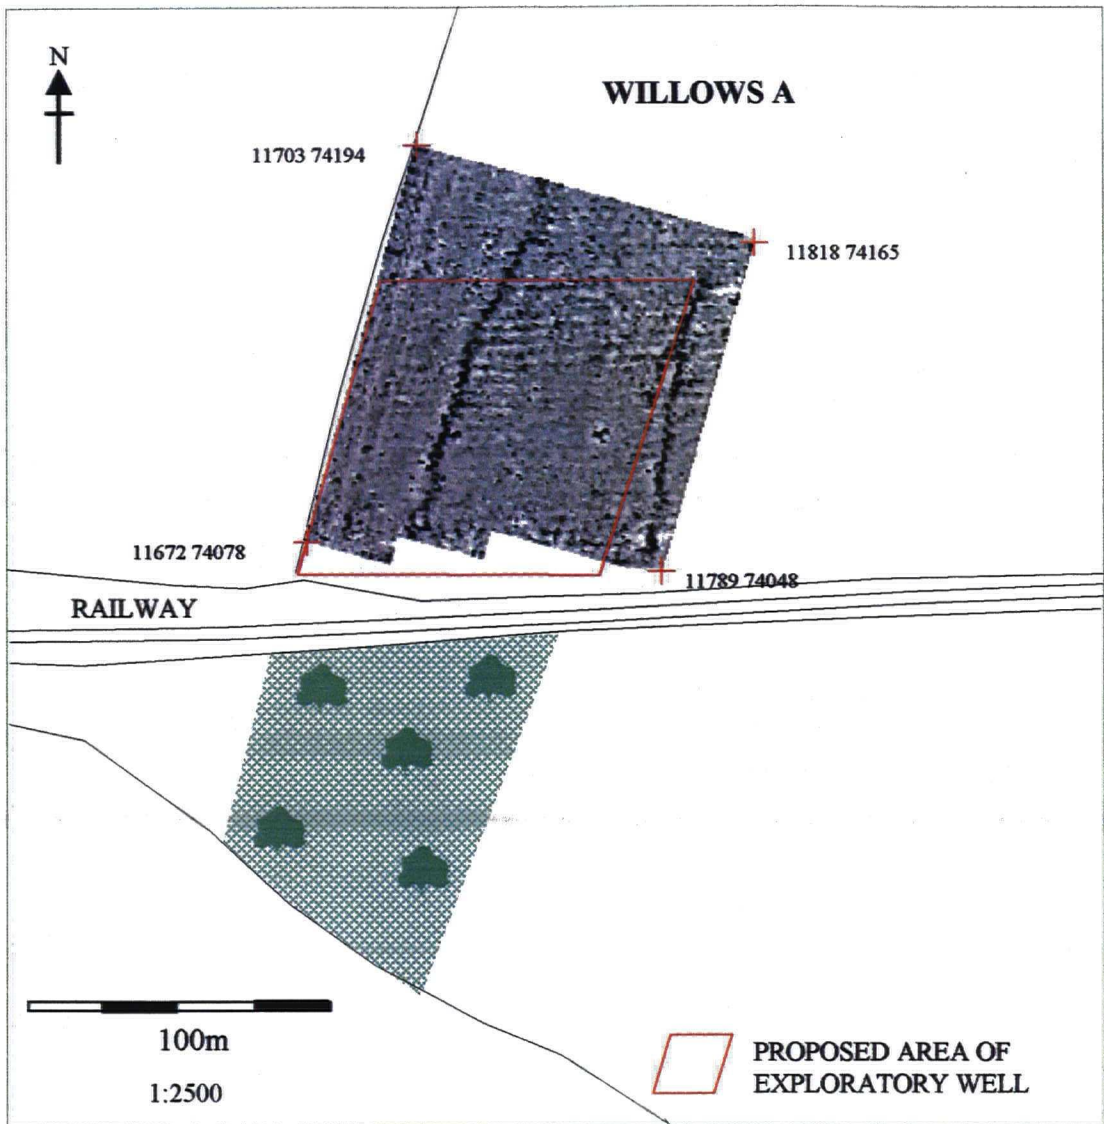 N
WILLOWS A
11703 74194
11818 74165
11672 74078
11789 74048
RAILWAY
100m
1:2500
PROPOSED AREA OF
EXPLORATORY WELL